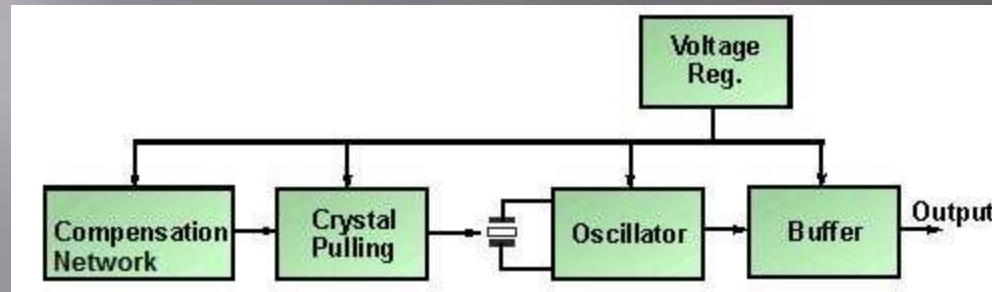 Voltage
Reg.
Compensation
Network
Crystal
Pulling
Oscillator
Buffer
Output